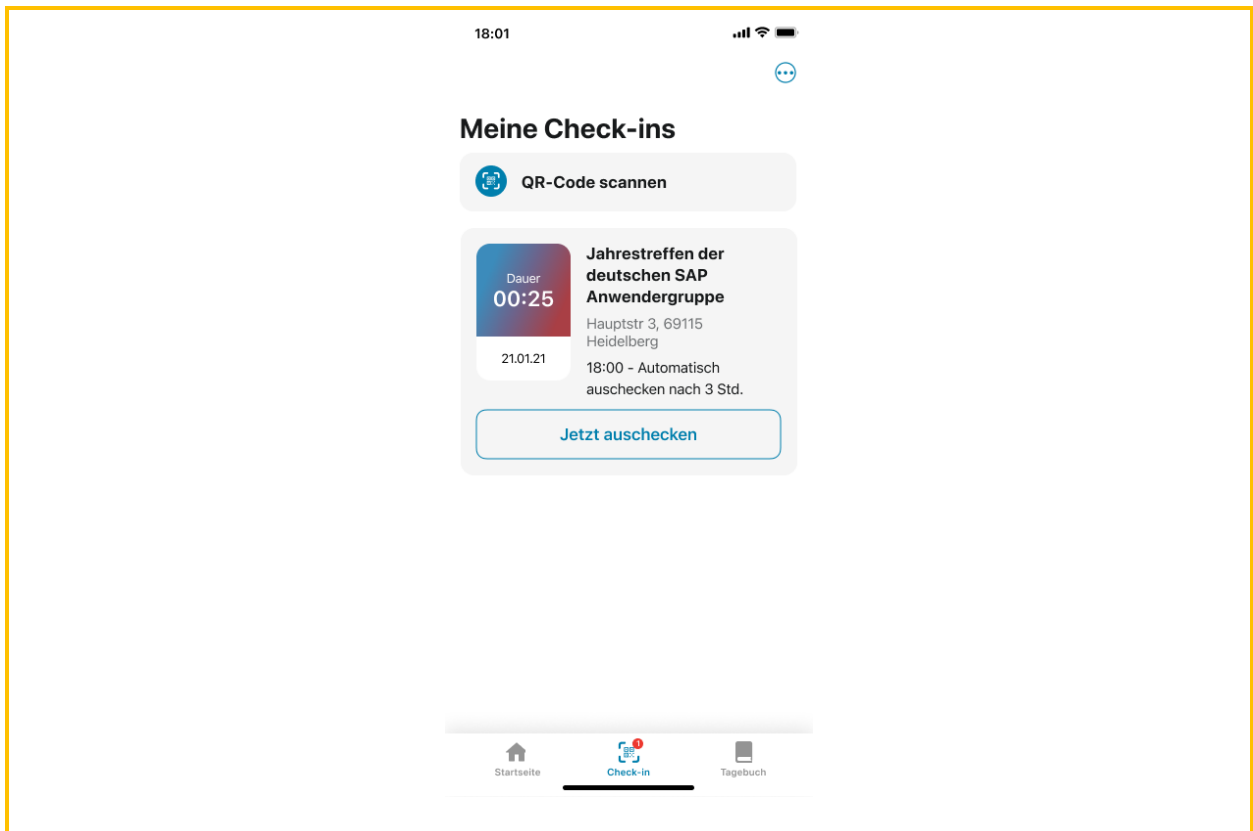 18:01
Meine Check-ins
QR-Code scannen
Dauer
00:25
21.01.21
Jahrestreffen der
deutschen SAP
Anwendergruppe
Hauptstr 3, 69115
Heidelberg
18:00 - Automatisch
auschecken nach 3 Std.
Jetzt auschecken
1
Startseite
Check-in
Tagebuch